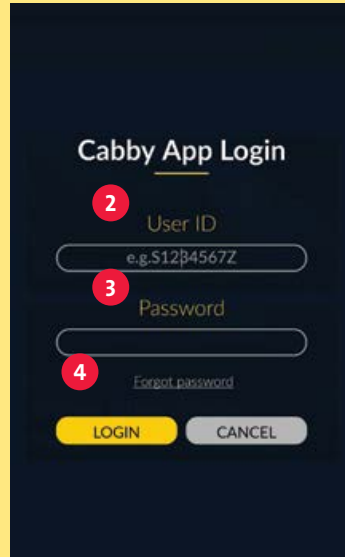 Cabby App Login
2
User ID
e.g.S1234567Z
3
Password
4
Forgot password
LOGIN CANCEL